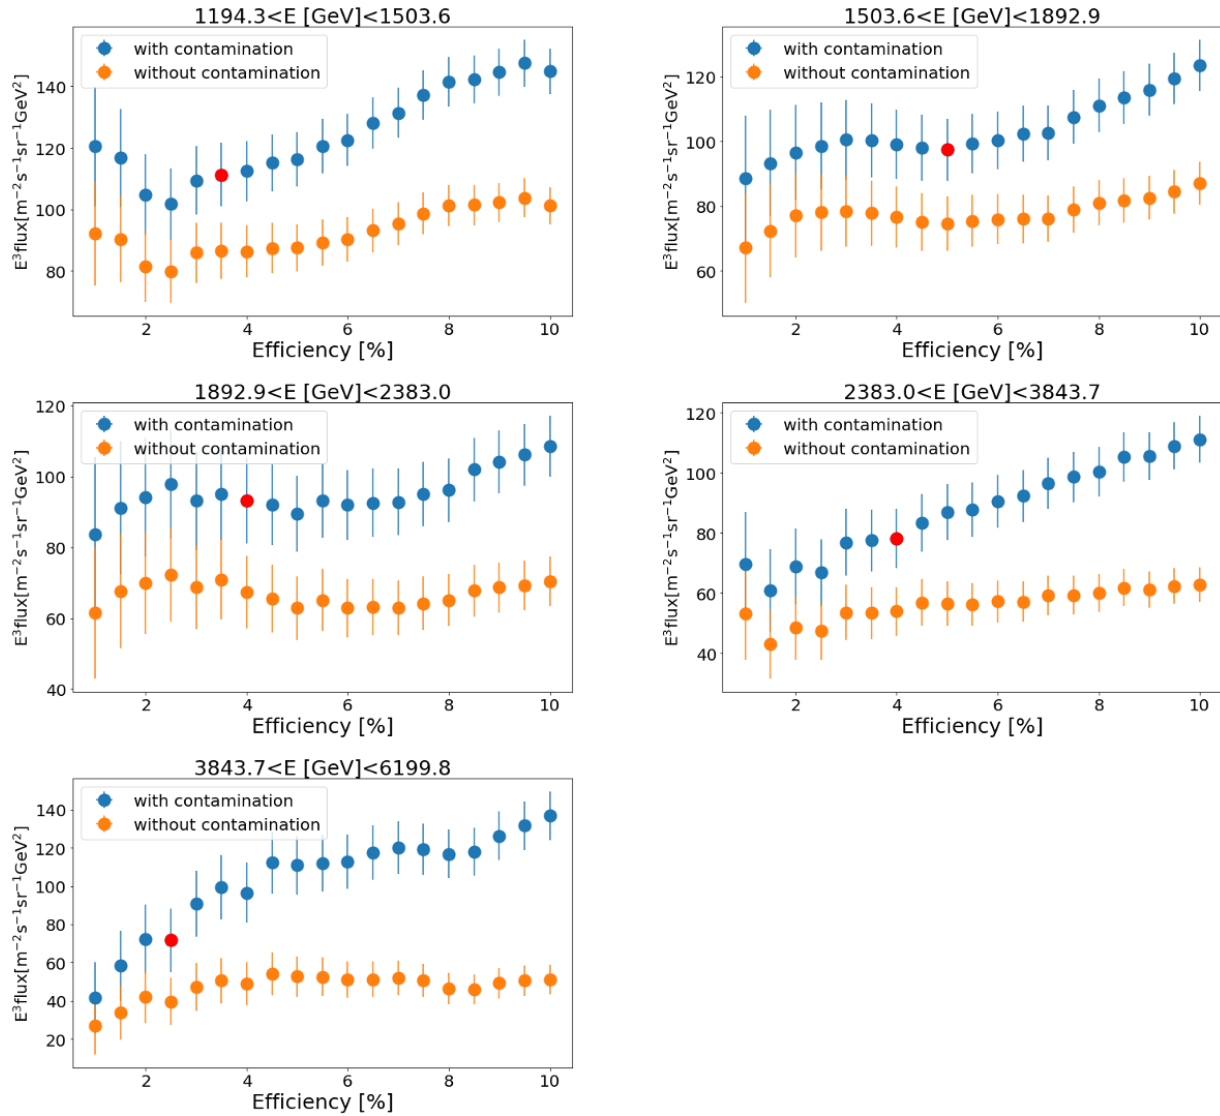 1194.3<E [GeV]<1503.6
with contamination
without contamination
E³flux[m⁻²s⁻¹sr⁻¹GeV²]
140
120
100
80
2 4 6 8 10
Efficiency [%]
1503.6<E [GeV]<1892.9
with contamination
without contamination
E³flux[m⁻²s⁻¹sr⁻¹GeV²]
120
100
80
60
2 4 6 8 10
Efficiency [%]
1892.9<E [GeV]<2383.0
with contamination
without contamination
E³flux[m⁻²s⁻¹sr⁻¹GeV²]
120
100
80
60
40
2 4 6 8 10
Efficiency [%]
2383.0<E [GeV]<3843.7
with contamination
without contamination
E³flux[m⁻²s⁻¹sr⁻¹GeV²]
120
100
80
60
40
2 4 6 8 10
Efficiency [%]
3843.7<E [GeV]<6199.8
with contamination
without contamination
E³flux[m⁻²s⁻¹sr⁻¹GeV²]
140
120
100
80
60
40
20
2 4 6 8 10
Efficiency [%]